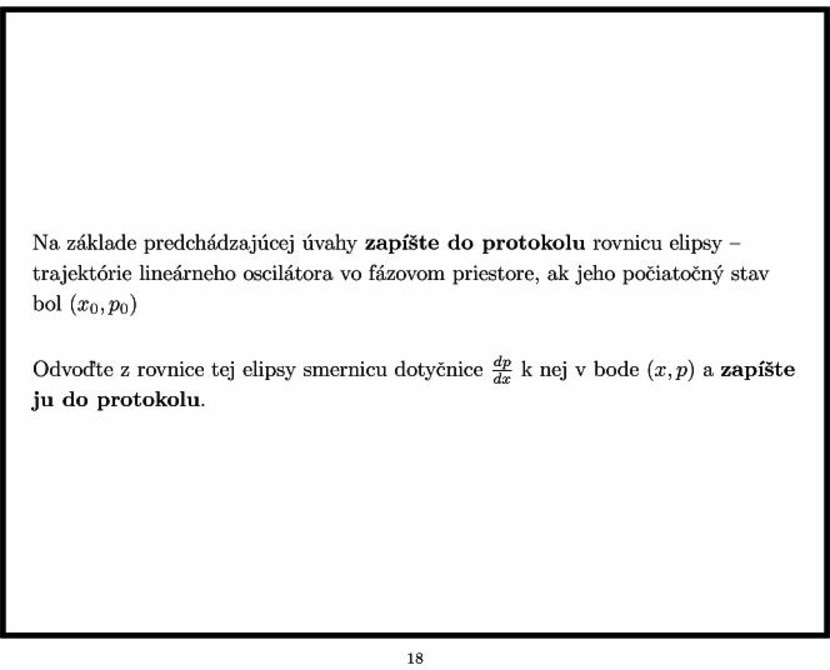 Na základe predchádzajúcej úvahy zapíšte do protokolu rovnicu elipsy –
trajektórie lineárneho oscilátora vo fázovom priestore, ak jeho počiatočný stav
bol (x₀, p₀)
Odvoďte z rovnice tej elipsy smernicu dotyčnice dp/dx k nej v bode (x, p) a zapíšte
ju do protokolu.
18